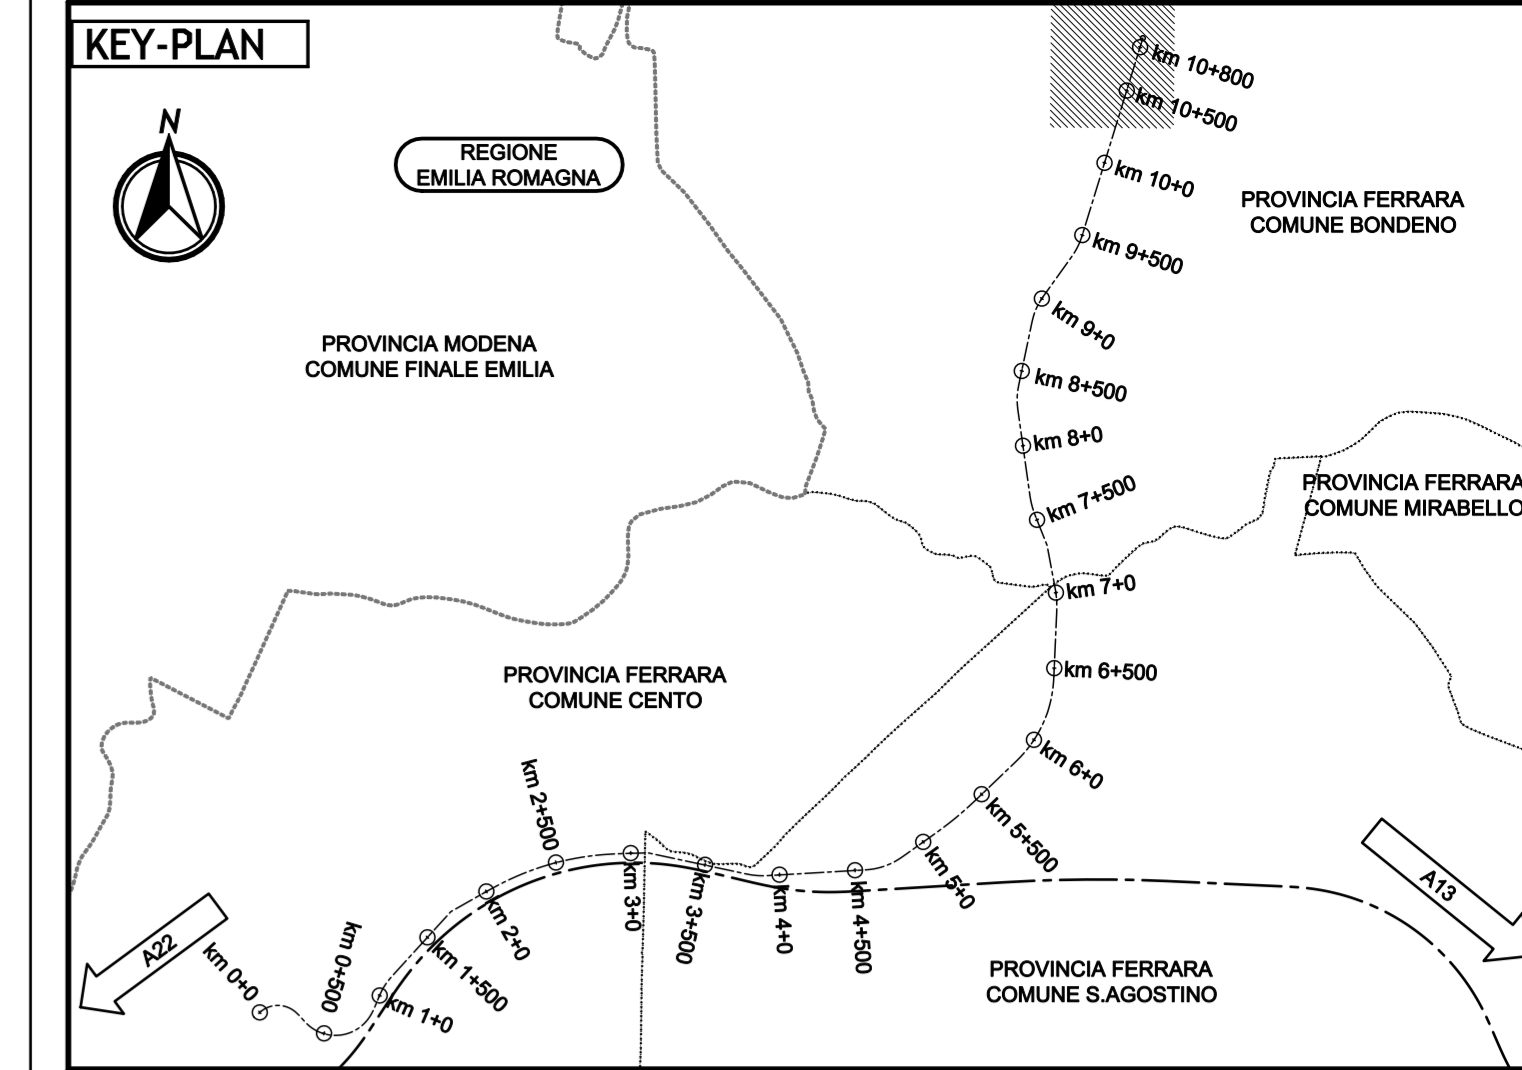 KEY-PLAN
N
REGIONE
EMILIA ROMAGNA
km 10+800
km 10+500
km 10+0
PROVINCIA FERRARA
COMUNE BONDENO
km 9+500
km 9+0
PROVINCIA MODENA
COMUNE FINALE EMILIA
km 8+500
km 8+0
PROVINCIA FERRARA
COMUNE MIRABELLO
km 7+500
km 7+0
km 6+500
PROVINCIA FERRARA
COMUNE CENTO
km 6+0
km 5+500
km 5+0
km 4+500
km 4+0
km 3+500
km 3+0
km 2+500
km 2+0
km 1+500
km 1+0
km 0+500
km 0+0
A22
A13
PROVINCIA FERRARA
COMUNE S.AGOSTINO